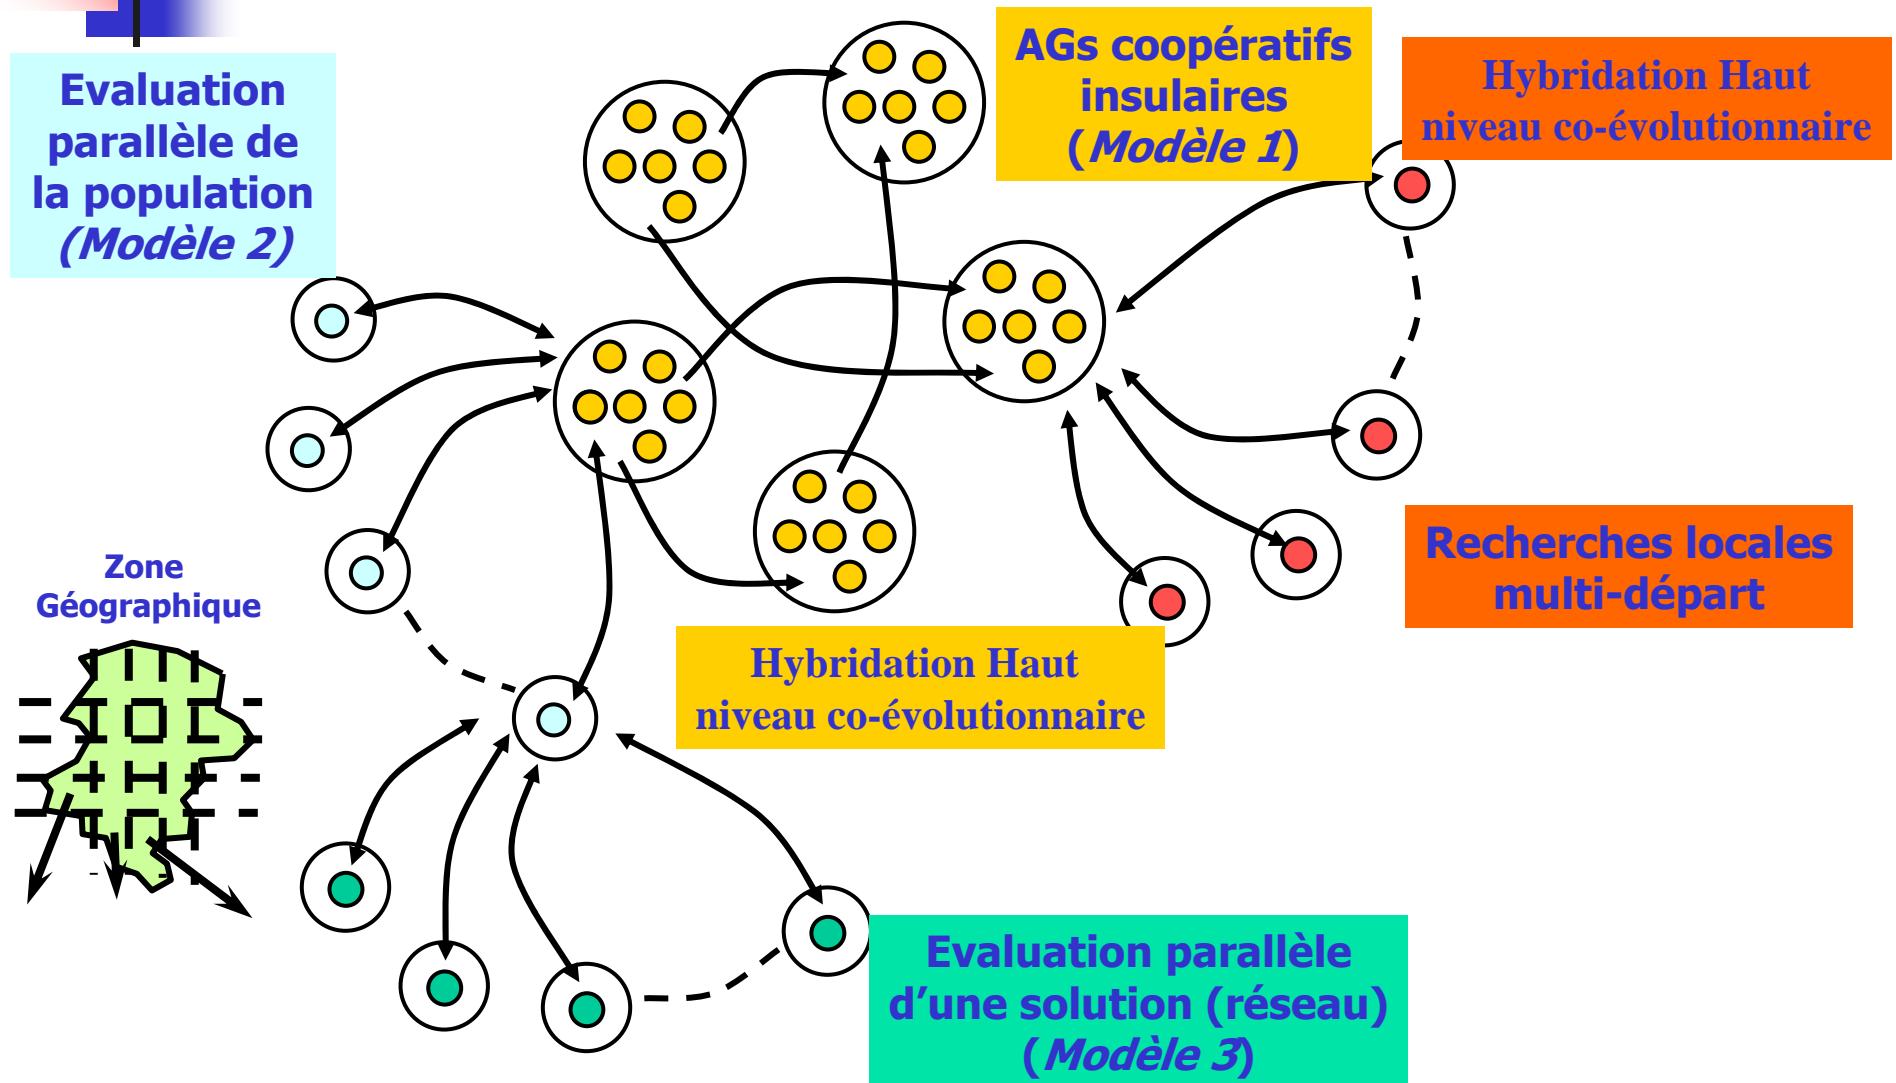 Evaluation
parallèle de
la population
(Modèle 2)
AGs coopératifs
insulaires
(Modèle 1)
Hybridation Haut
niveau co-évolutionnaire
Recherches locales
multi-départ
Zone
Géographique
Hybridation Haut
niveau co-évolutionnaire
Evaluation parallèle
d’une solution (réseau)
(Modèle 3)